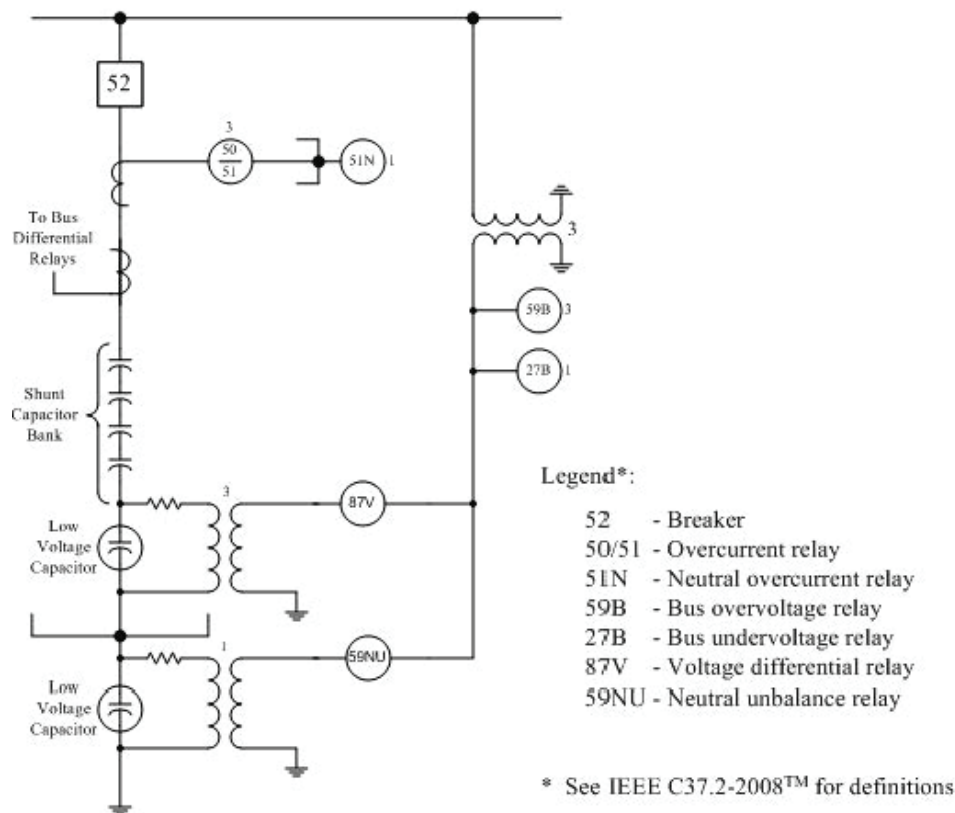 52
3
50
51
51N
1
To Bus
Differential
Relays
3
59B
3
27B
1
Shunt
Capacitor
Bank
Legend*:
3
87V
52 - Breaker
Low
Voltage
Capacitor
50/51 - Overcurrent relay
51N - Neutral overcurrent relay
59B - Bus overvoltage relay
27B - Bus undervoltage relay
1
59NU
87V - Voltage differential relay
Low
Voltage
Capacitor
59NU - Neutral unbalance relay
* See IEEE C37.2-2008TM for definitions